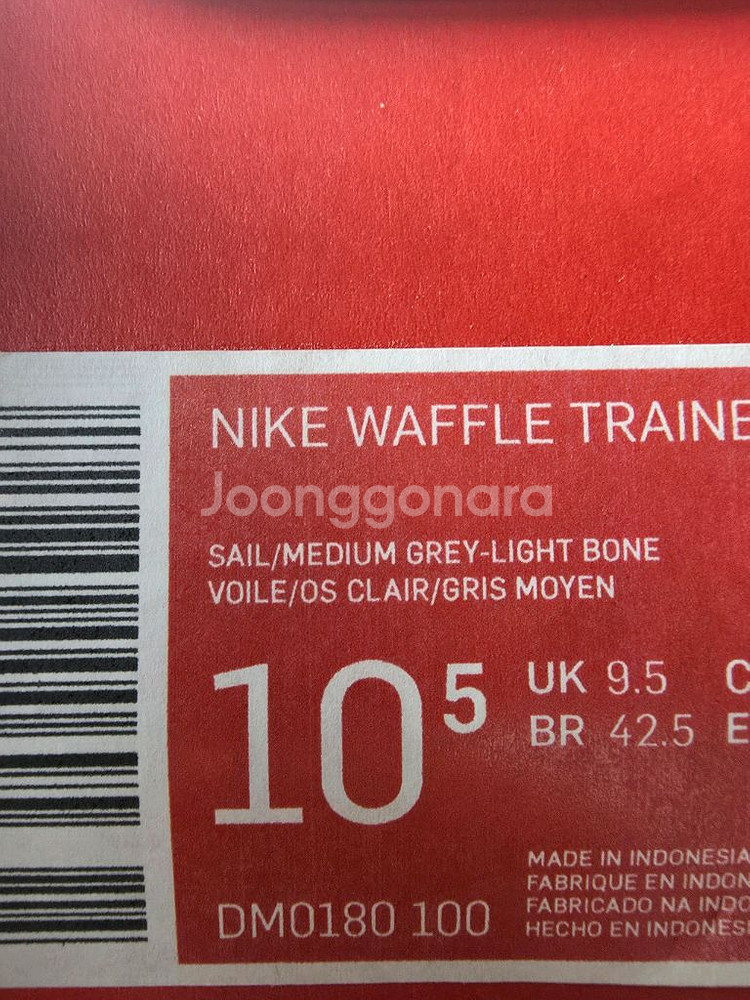 NIKE WAFFLE TRAINE
Joonggonara
SAIL/MEDIUM GREY-LIGHT BONE
VOILE/OS CLAIR/GRIS MOYEN
10 5
UK 9.5 C
BR 42.5 E
MADE IN INDONESIA
FABRIQUE EN INDON
FABRICADO NA INDO
HECHO EN INDONES
DM0180 100